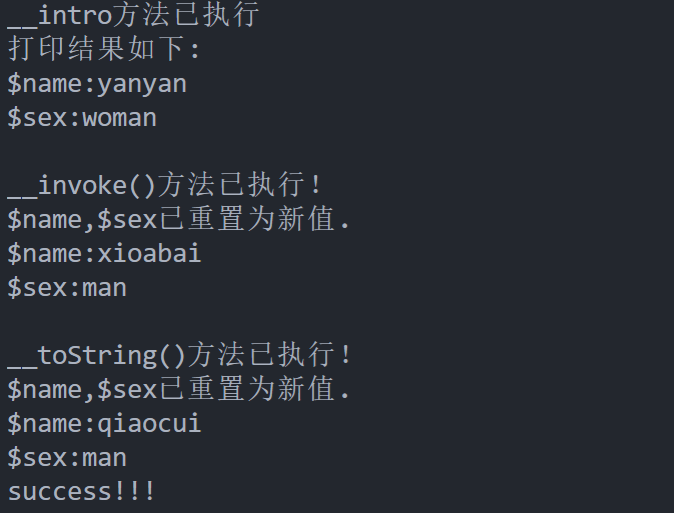 __intro方法已执行
打印结果如下:
$name:yanyan
$sex:woman
__invoke()方法已执行!
$name,$sex已重置为新值.
$name:xioabai
$sex:man
__toString()方法已执行!
$name,$sex已重置为新值.
$name:qiaocui
$sex:man
success!!!